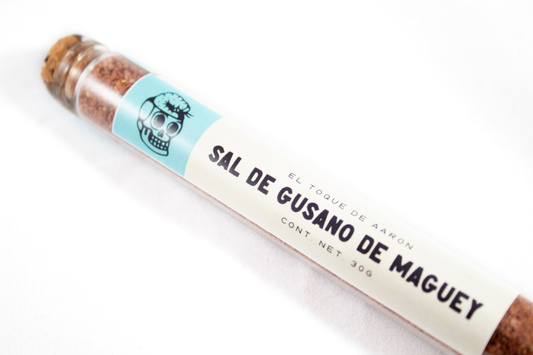 EL TOQUE DE AARON
SAL DE GUSANO DE MAGUEY
CONT. NET. 30G